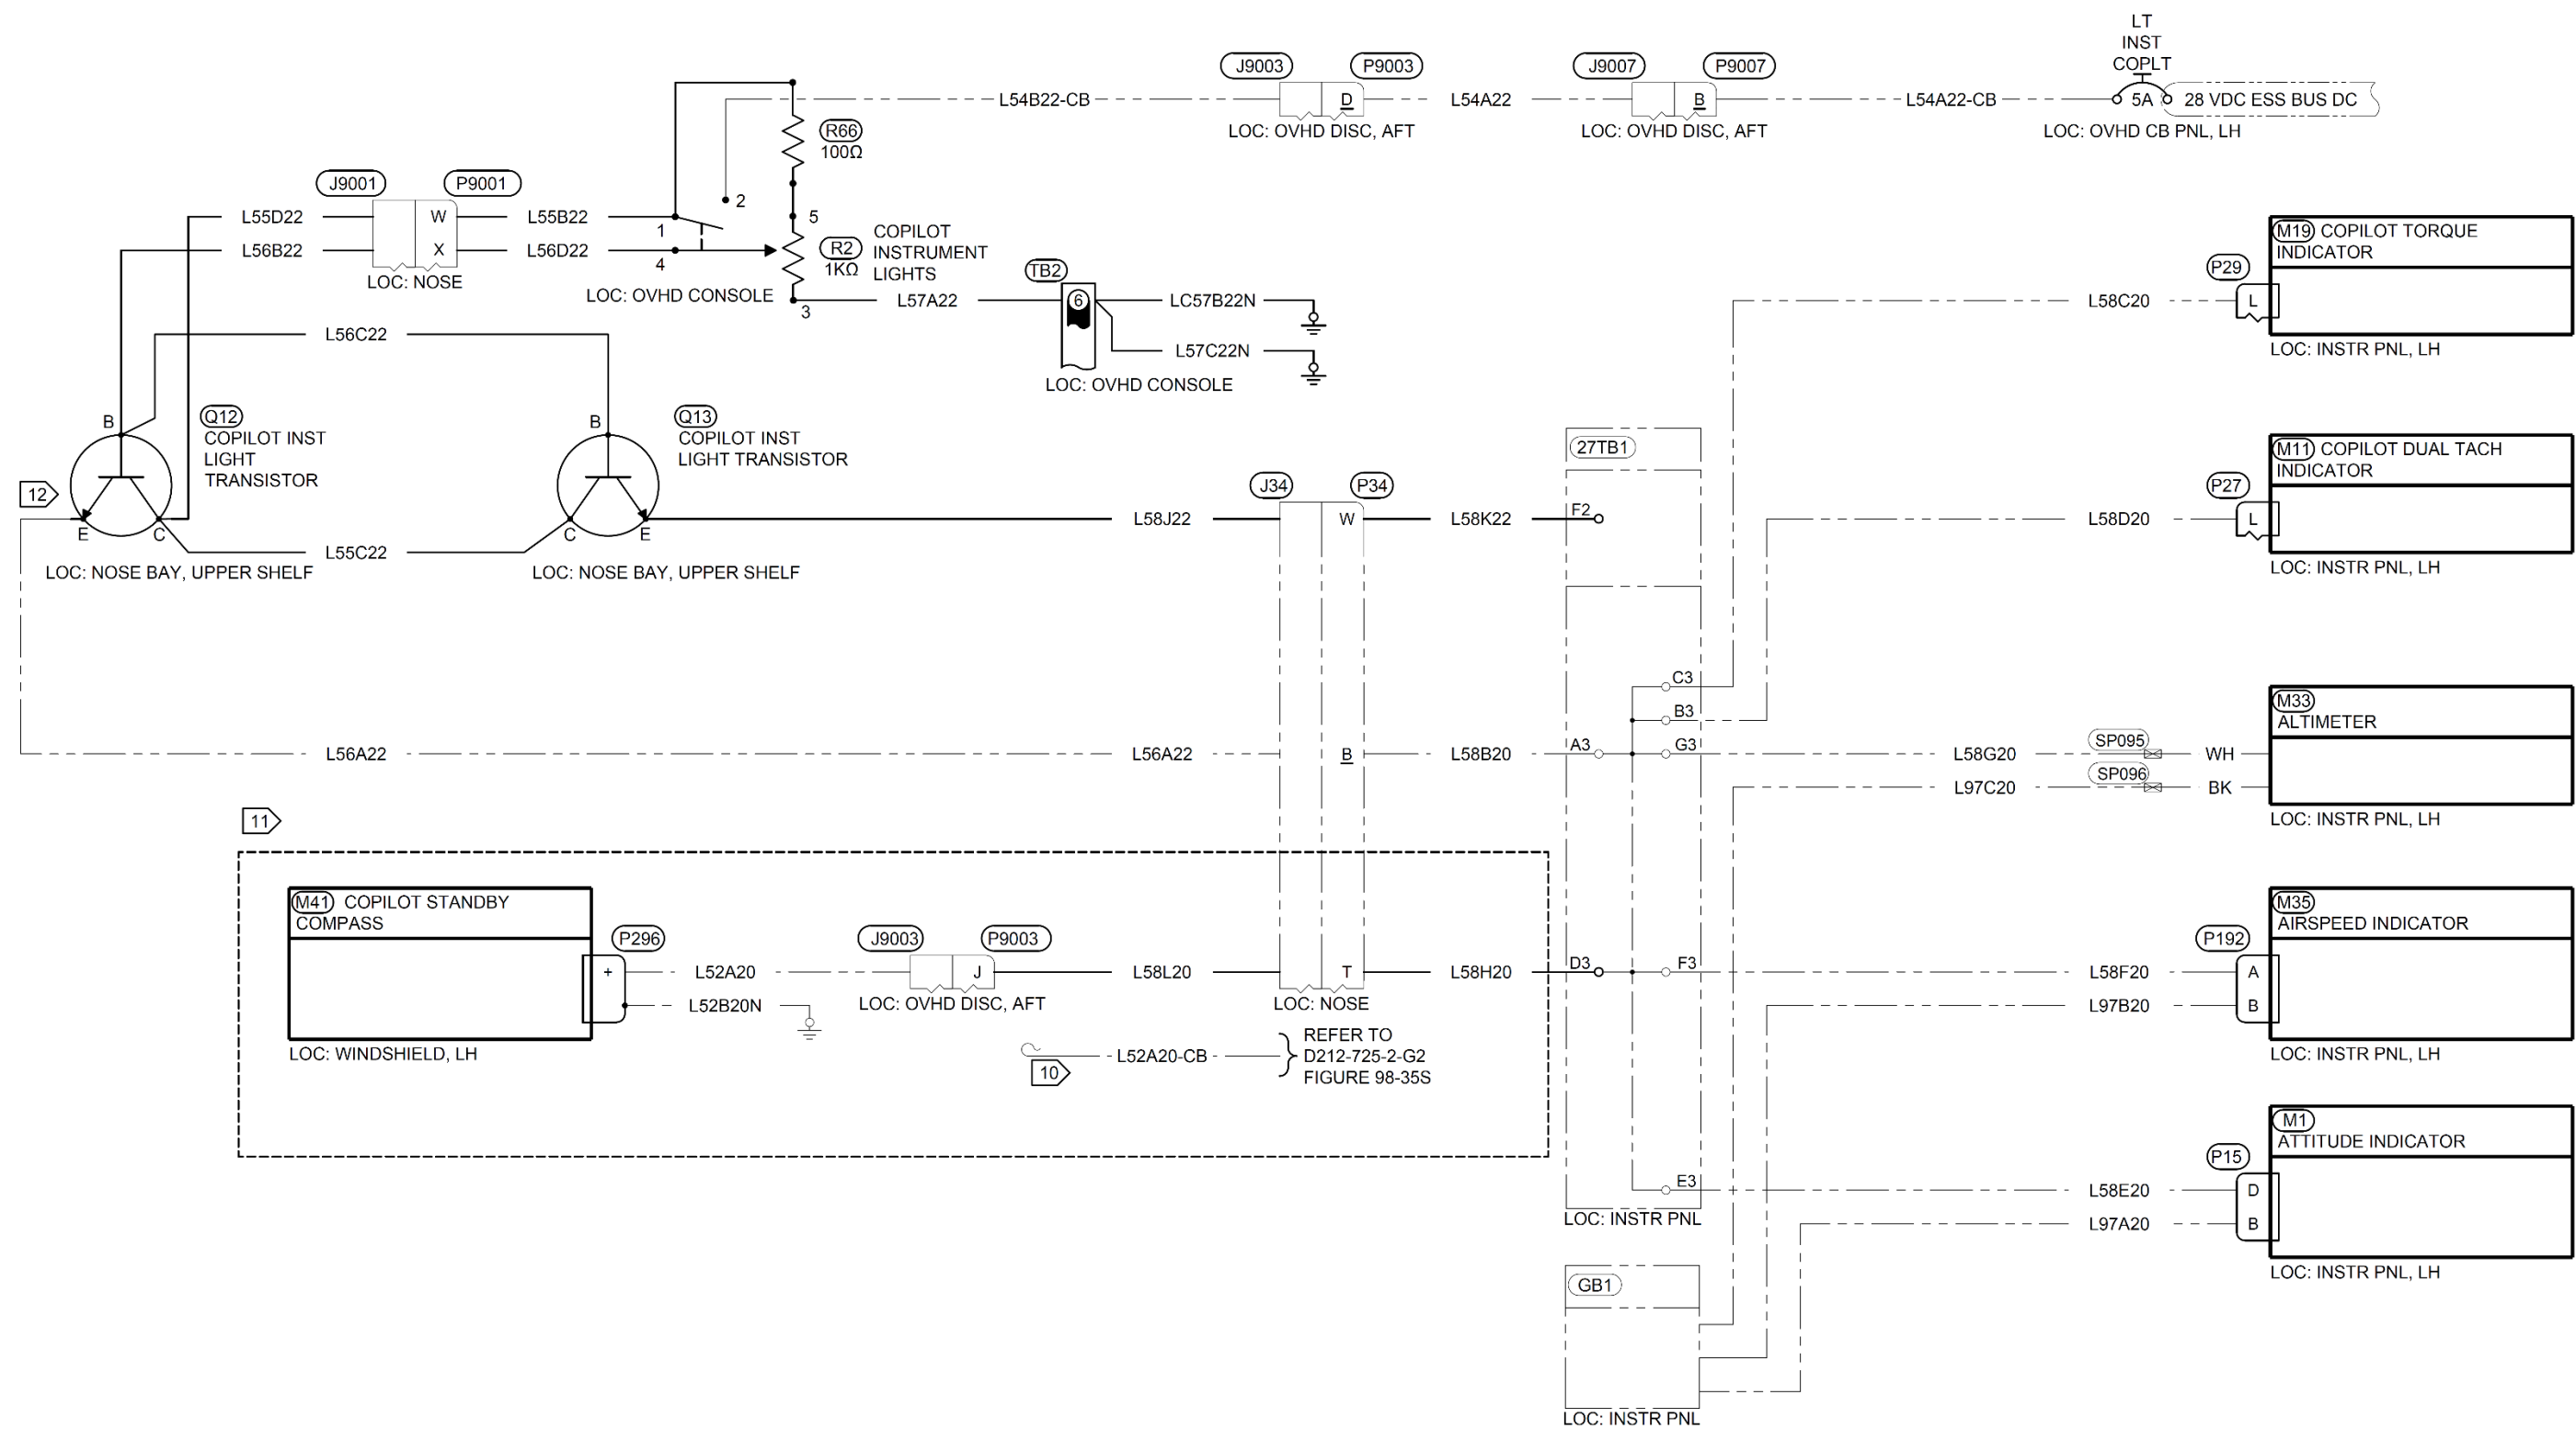 LT
INST
COPLT
J9003
P9003
J9007
P9007
L54B22-CB
D
L54A22
B
L54A22-CB
5A
28 VDC ESS BUS DC
LOC: OVHD DISC, AFT
LOC: OVHD DISC, AFT
LOC: OVHD CB PNL, LH
R66
100Ω
J9001
P9001
2
L55D22
W
L55B22
1
5
L56B22
X
L56D22
4
R2
1KΩ
COPILOT
INSTRUMENT
LIGHTS
LOC: NOSE
LOC: OVHD CONSOLE
3
L57A22
TB2
6
LC57B22N
L57C22N
LOC: OVHD CONSOLE
M19 COPILOT TORQUE
INDICATOR
P29
L58C20
L
LOC: INSTR PNL, LH
L56C22
B
Q12
COPILOT INST
LIGHT
TRANSISTOR
B
Q13
COPILOT INST
LIGHT TRANSISTOR
12
E
C
L55C22
C
E
LOC: NOSE BAY, UPPER SHELF
LOC: NOSE BAY, UPPER SHELF
J34
P34
L58J22
W
L58K22
27TB1
F2
M11 COPILOT DUAL TACH
INDICATOR
P27
L58D20
L
LOC: INSTR PNL, LH
C3
B3
L56A22
L56A22
B
L58B20
A3
G3
M33
ALTIMETER
L58G20
SP095
WH
L97C20
SP096
BK
LOC: INSTR PNL, LH
11
M41 COPILOT STANDBY
COMPASS
P296
+
L52A20
L52B20N
LOC: WINDSHIELD, LH
J9003
P9003
J
L58L20
LOC: OVHD DISC, AFT
T
L58H20
LOC: NOSE
D3
F3
M35
AIRSPEED INDICATOR
P192
L58F20
A
L97B20
B
LOC: INSTR PNL, LH
10
L52A20-CB
REFER TO
D212-725-2-G2
FIGURE 98-35S
M1
ATTITUDE INDICATOR
P15
E3
L58E20
D
L97A20
B
LOC: INSTR PNL
LOC: INSTR PNL, LH
GB1
LOC: INSTR PNL